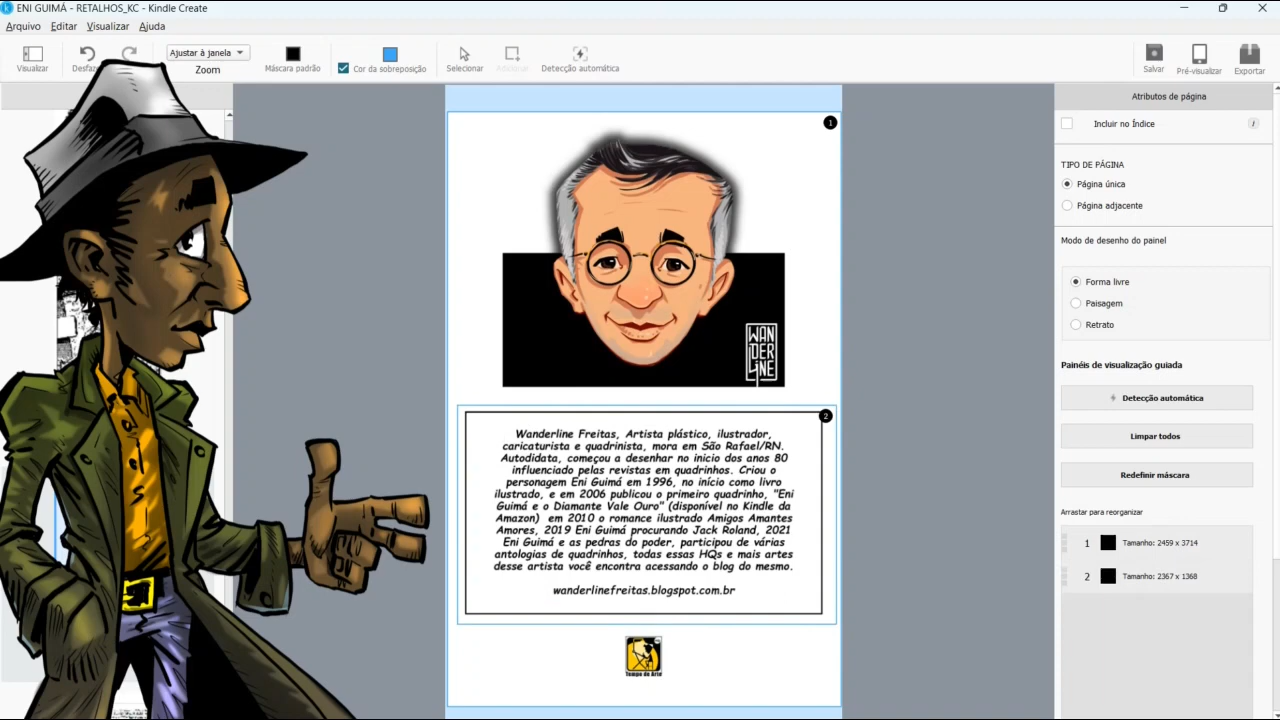 ENI GUIMÁ - RETALHOS_KC - Kindle Create
Arquivo Editar Visualizar Ajuda
Visualizar
Desfaz
Ajustar à janela
Zoom
Máscara padrão
Cor da sobreposição
Selecionar
Detecção automática
Salvar
Pré-visualizar
Exportar
1
WANDERLINE
2
Wanderline Freitas, Artista plástico, ilustrador,
caricaturista e quadrinista, mora em São Rafael/RN.
Autodidata, começou a desenhar no inicio dos anos 80
influenciado pelas revistas em quadrinhos. Criou o
personagem Eni Guimá em 1996, no início como livro
ilustrado, e em 2006 publicou o primeiro quadrinho, "Eni
Guimá e o Diamante Vale Ouro" (disponível no Kindle da
Amazon) em 2010 o romance ilustrado Amigos Amantes
Amores, 2019 Eni Guimá procurando Jack Roland, 2021
Eni Guimá e as pedras do poder, participou de várias
antologias de quadrinhos, todas essas HQs e mais artes
desse artista você encontra acessando o blog do mesmo.
wanderlinefreitas.blogspot.com.br
Tempo de Arte
Atributos de página
Incluir no Índice
i
TIPO DE PÁGINA
Página única
Página adjacente
Modo de desenho do painel
Forma livre
Paisagem
Retrato
Painéis de visualização guiada
Detecção automática
Limpar todos
Redefinir máscara
Arrastar para reorganizar
1 Tamanho: 2459 x 3714
2 Tamanho: 2367 x 1368